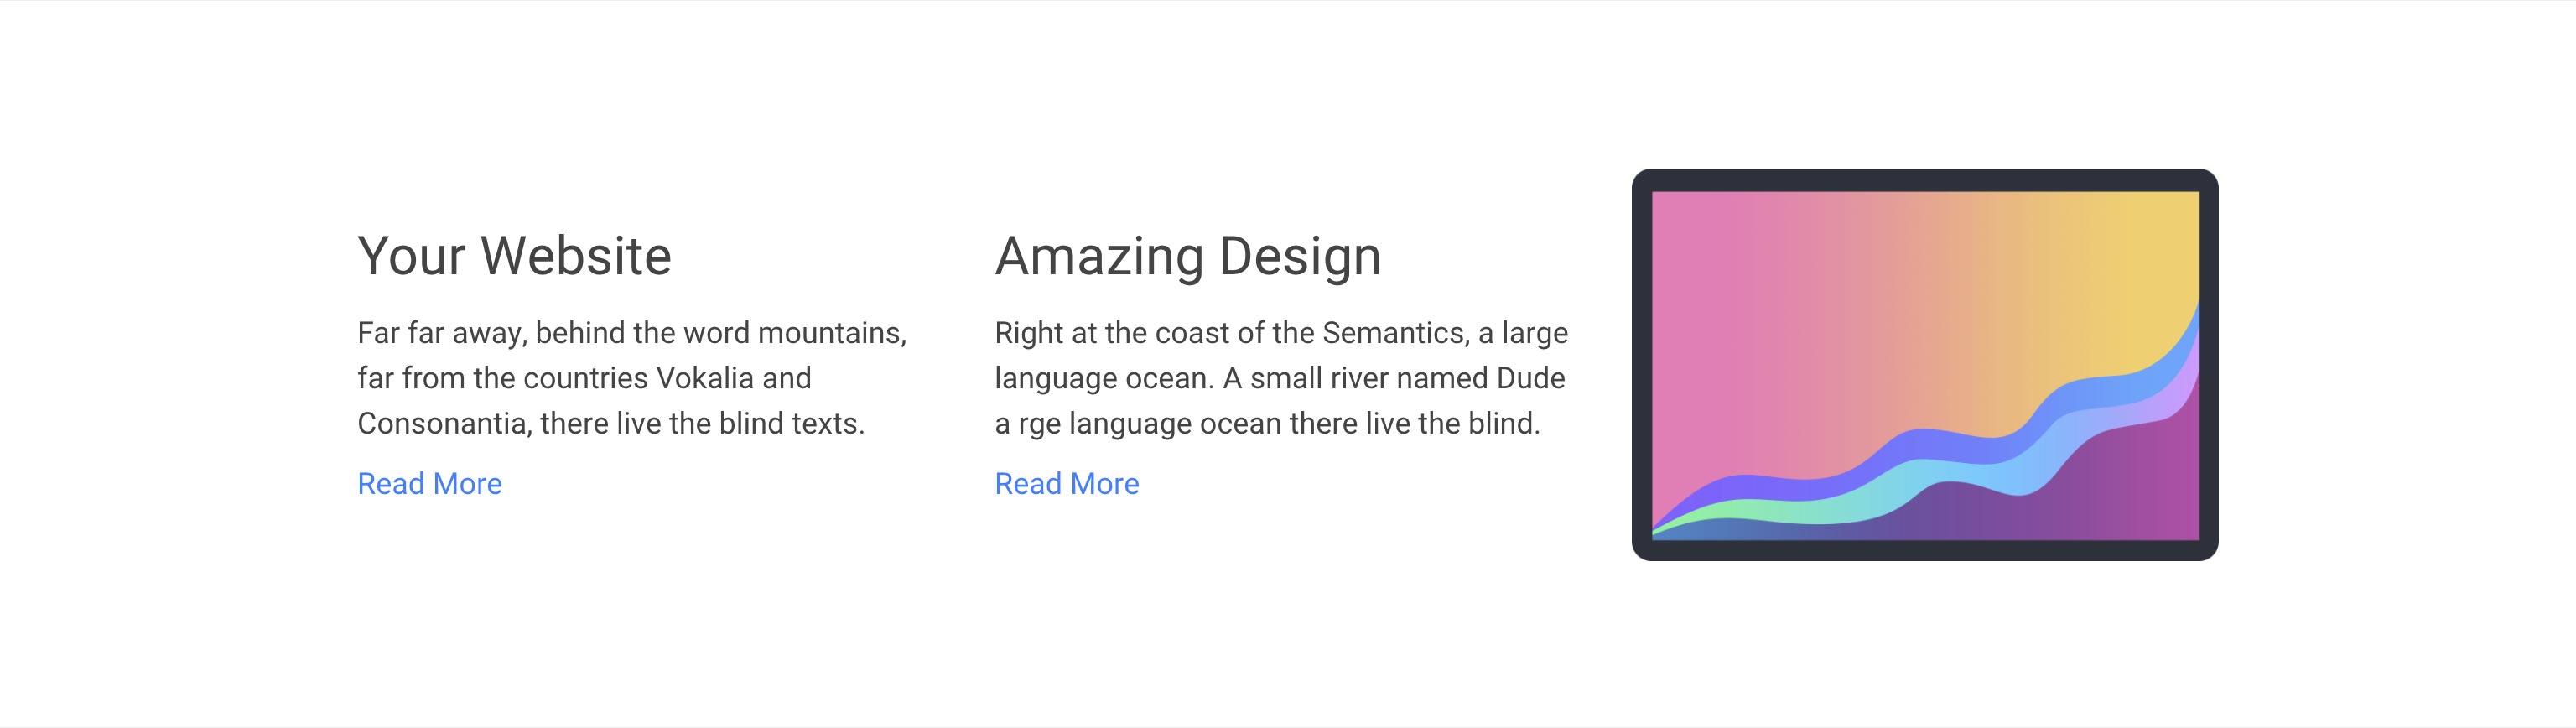 Your Website
Far far away, behind the word mountains,
far from the countries Vokalia and
Consonantia, there live the blind texts.
Read More
Amazing Design
Right at the coast of the Semantics, a large
language ocean. A small river named Dude
a rge language ocean there live the blind.
Read More